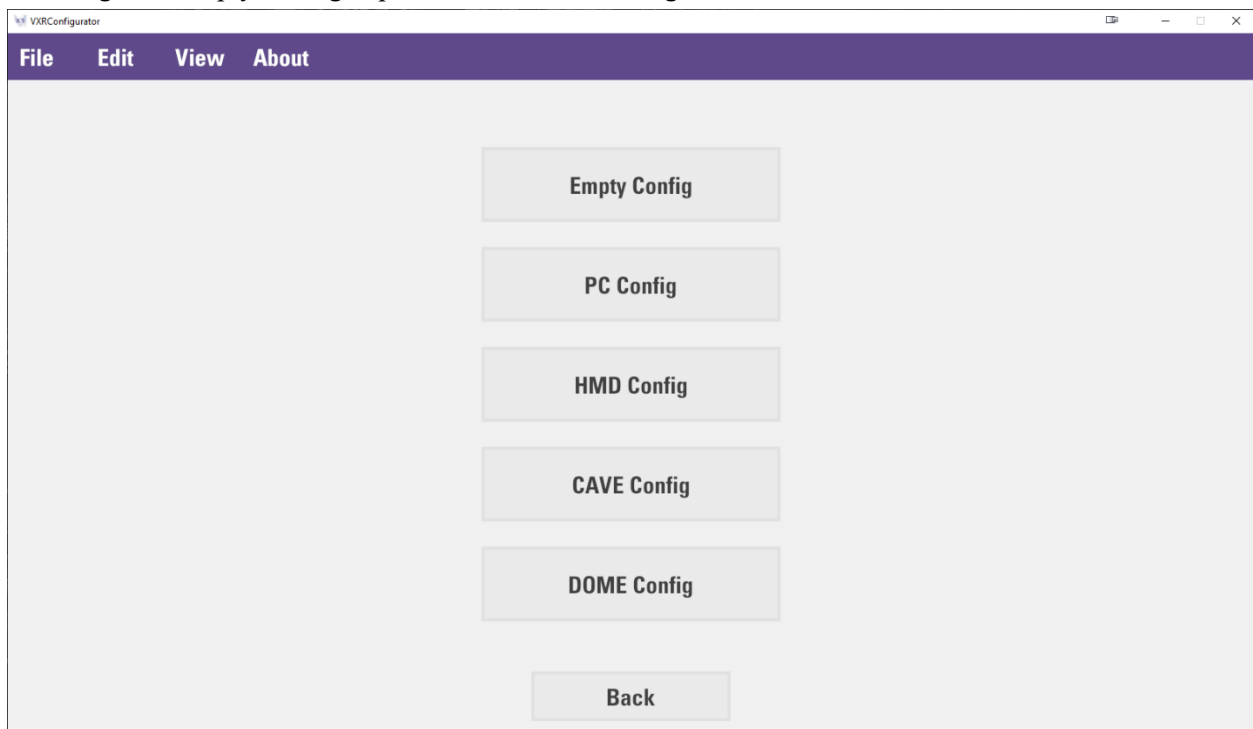 VXRConfigurator
File Edit View About
Empty Config
PC Config
HMD Config
CAVE Config
DOME Config
Back